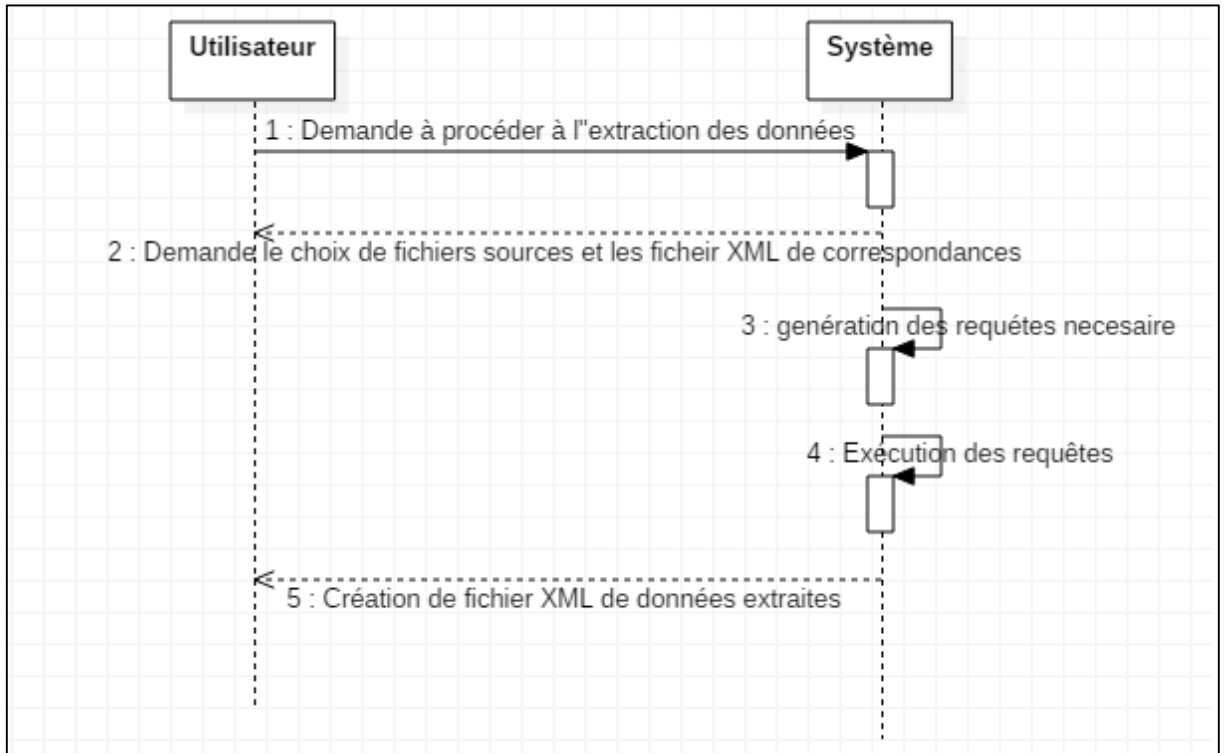 Utilisateur
Système
1 : Demande à procéder à l"extraction des données
2 : Demande le choix de fichiers sources et les ficheir XML de correspondances
3 : genération des requétes necesaire
4 : Exécution des requêtes
5 : Création de fichier XML de données extraites